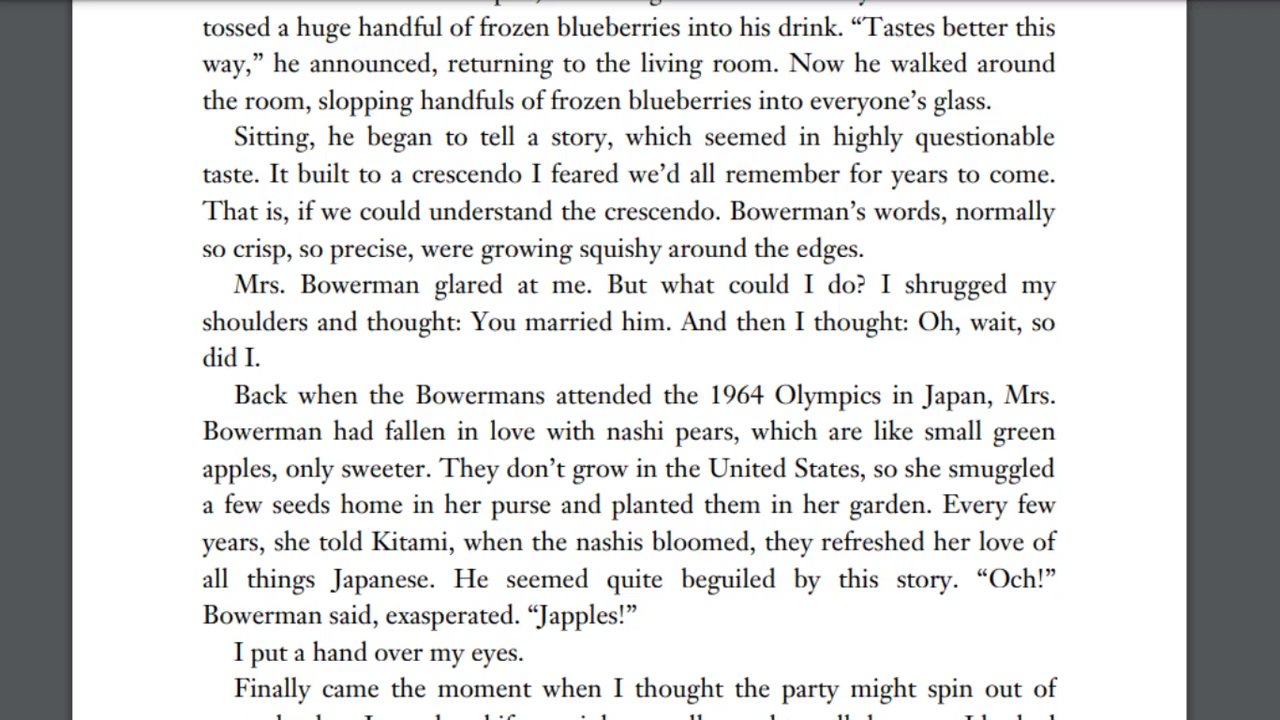 tossed a huge handful of frozen blueberries into his drink. “Tastes better this
way,” he announced, returning to the living room. Now he walked around
the room, slopping handfuls of frozen blueberries into everyone’s glass.
Sitting, he began to tell a story, which seemed in highly questionable
taste. It built to a crescendo I feared we’d all remember for years to come.
That is, if we could understand the crescendo. Bowerman’s words, normally
so crisp, so precise, were growing squishy around the edges.
Mrs. Bowerman glared at me. But what could I do? I shrugged my
shoulders and thought: You married him. And then I thought: Oh, wait, so
did I.
Back when the Bowermans attended the 1964 Olympics in Japan, Mrs.
Bowerman had fallen in love with nashi pears, which are like small green
apples, only sweeter. They don’t grow in the United States, so she smuggled
a few seeds home in her purse and planted them in her garden. Every few
years, she told Kitami, when the nashis bloomed, they refreshed her love of
all things Japanese. He seemed quite beguiled by this story. “Och!”
Bowerman said, exasperated. “Japples!”
I put a hand over my eyes.
Finally came the moment when I thought the party might spin out of